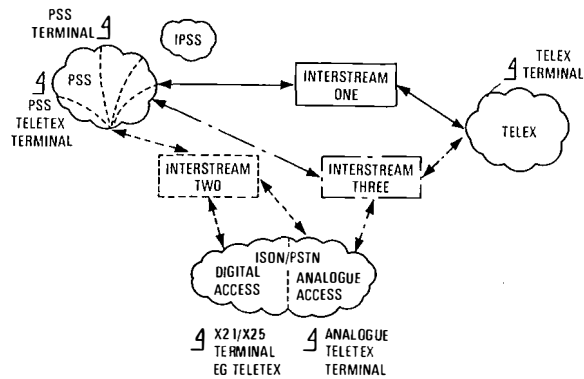 PSS
TERMINAL
IPSS
PSS
PSS
TELETEX
TERMINAL
INTERSTREAM
ONE
TELEX
TERMINAL
TELEX
INTERSTREAM
TWO
INTERSTREAM
THREE
ISDN/PSTN
DIGITAL
ACCESS
ANALOGUE
ACCESS
X21/X25
TERMINAL
EG TELETEX
ANALOGUE
TELETEX
TERMINAL